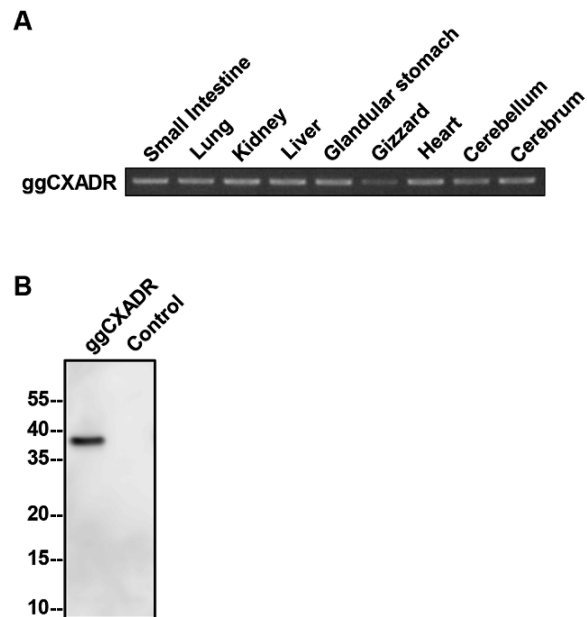 A
Small Intestine
Lung
Kidney
Liver
Glandular stomach
Gizzard
Heart
Cerebellum
Cerebrum
ggCXADR
B
ggCXADR
Control
55--
40--
35--
20--
15--
10--